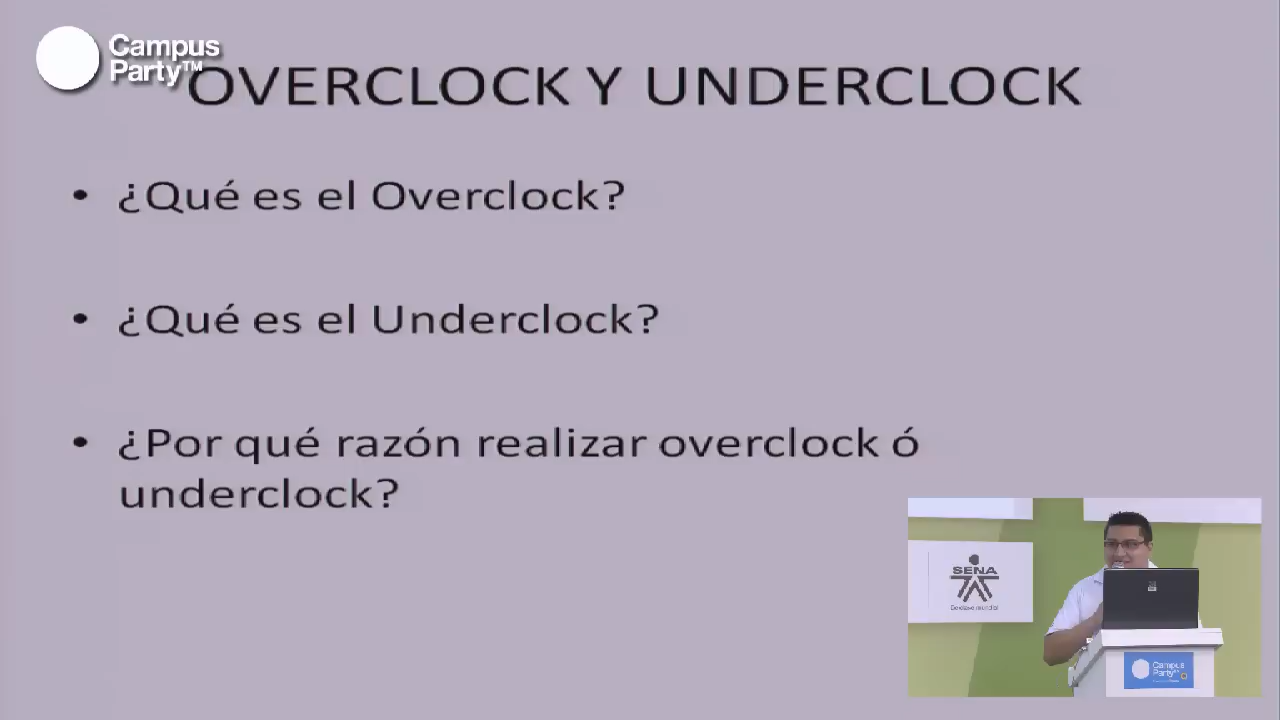 Campus
Party™
OVERCLOCK Y UNDERCLOCK
• ¿Qué es el Overclock?
• ¿Qué es el Underclock?
• ¿Por qué razón realizar overclock ó
underclock?
SENA
Campus
Party™